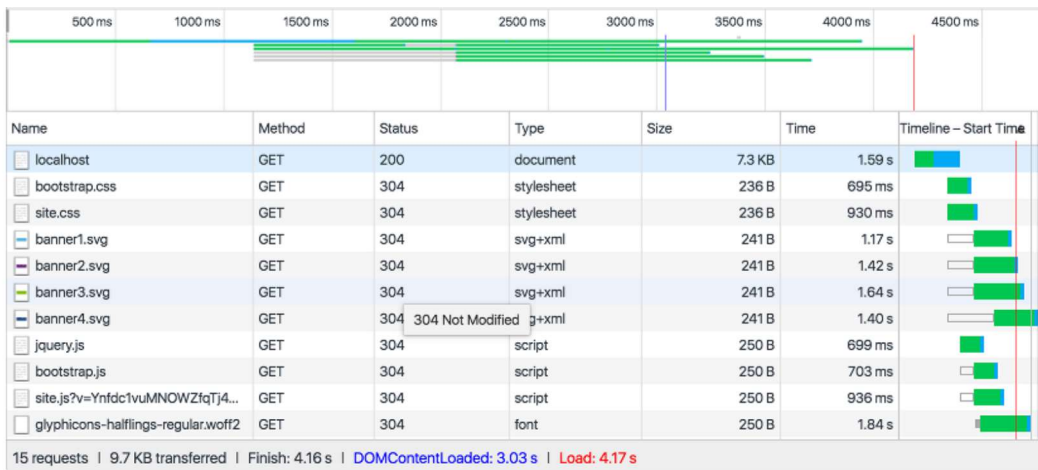 500 ms 1000 ms 1500 ms 2000 ms 2500 ms 3000 ms 3500 ms 4000 ms 4500 ms
Name Method Status Type Size Time Timeline – Start Time
localhost GET 200 document 7.3 KB 1.59 s
bootstrap.css GET 304 stylesheet 236 B 695 ms
site.css GET 304 stylesheet 236 B 930 ms
banner1.svg GET 304 svg+xml 241 B 1.17 s
banner2.svg GET 304 svg+xml 241 B 1.42 s
banner3.svg GET 304 svg+xml 241 B 1.64 s
banner4.svg GET 304 304 Not Modified g+xml 241 B 1.40 s
jquery.js GET 304 script 250 B 699 ms
bootstrap.js GET 304 script 250 B 703 ms
site.js?v=Ynfdc1vuMNOWZfqTj4... GET 304 script 250 B 936 ms
glyphicons-halflings-regular.woff2 GET 304 font 250 B 1.84 s
15 requests | 9.7 KB transferred | Finish: 4.16 s | DOMContentLoaded: 3.03 s | Load: 4.17 s